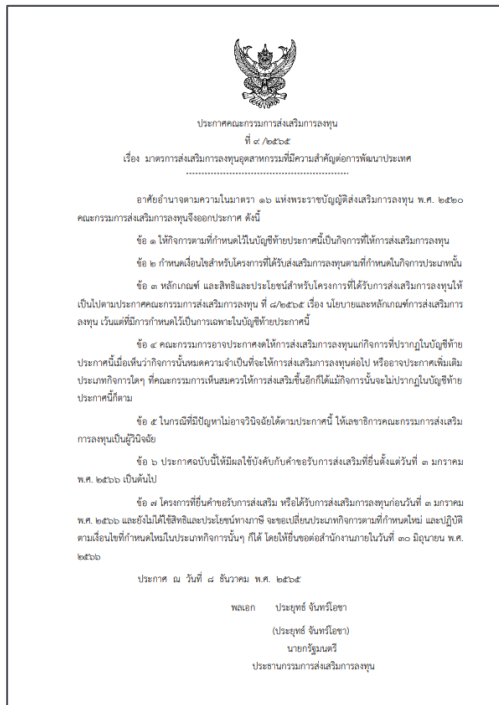 ประกาศคณะกรรมการส่งเสริมการลงทุน
ที่ ๙ /๒๕๖๕
เรื่อง มาตรการส่งเสริมการลงทุนอุตสาหกรรมที่มีความสำคัญต่อการพัฒนาประเทศ
อาศัยอำนาจตามความในมาตรา ๑๖ แห่งพระราชบัญญัติส่งเสริมการลงทุน พ.ศ. ๒๕๒๐
คณะกรรมการส่งเสริมการลงทุนจึงออกประกาศ ดังนี้
ข้อ ๑ ให้กิจการตามที่กำหนดไว้ในบัญชีท้ายประกาศนี้เป็นกิจการที่ให้การส่งเสริมการลงทุน
ข้อ ๒ กำหนดเงื่อนไขสำหรับโครงการที่ได้รับส่งเสริมการลงทุนตามที่กำหนดในกิจการประเภทนั้น
ข้อ ๓ หลักเกณฑ์ และสิทธิและประโยชน์สำหรับโครงการที่ได้รับการส่งเสริมการลงทุนให้
เป็นไปตามประกาศคณะกรรมการส่งเสริมการลงทุน ที่ ๘/๒๕๖๕ เรื่อง นโยบายและหลักเกณฑ์การส่งเสริมการ
ลงทุน เว้นแต่ที่มีการกำหนดไว้เป็นการเฉพาะในบัญชีท้ายประกาศนี้
ข้อ ๔ คณะกรรมการอาจประกาศงดให้การส่งเสริมการลงทุนแก่กิจการที่ปรากฏในบัญชีท้าย
ประกาศนี้เมื่อเห็นว่ากิจการนั้นหมดความจำเป็นที่จะให้การส่งเสริมการลงทุนต่อไป หรืออาจประกาศเพิ่มเติม
ประเภทกิจการใดๆ ที่คณะกรรมการเห็นสมควรให้การส่งเสริมขึ้นอีกก็ได้แม้กิจการนั้นจะไม่ปรากฏในบัญชีท้าย
ประกาศนี้ก็ตาม
ข้อ ๕ ในกรณีที่มีปัญหาไม่อาจวินิจฉัยได้ตามประกาศนี้ ให้เลขาธิการคณะกรรมการส่งเสริม
การลงทุนเป็นผู้วินิจฉัย
ข้อ ๖ ประกาศฉบับนี้ให้มีผลใช้บังคับกับคำขอรับการส่งเสริมที่ยื่นตั้งแต่วันที่ ๓ มกราคม
พ.ศ. ๒๕๖๖ เป็นต้นไป
ข้อ ๗ โครงการที่ยื่นคำขอรับการส่งเสริม หรือได้รับการส่งเสริมการลงทุนก่อนวันที่ ๓ มกราคม
พ.ศ. ๒๕๖๖ และยังไม่ได้ใช้สิทธิและประโยชน์ทางภาษี จะขอเปลี่ยนประเภทกิจการตามที่กำหนดใหม่ และปฏิบัติ
ตามเงื่อนไขที่กำหนดใหม่ในประเภทกิจการนั้นๆ ก็ได้ โดยให้ยื่นขอต่อสำนักงานภายในวันที่ ๓๐ มิถุนายน พ.ศ.
๒๕๖๖
ประกาศ ณ วันที่ ๘ ธันวาคม พ.ศ. ๒๕๖๕
พลเอก ประยุทธ์ จันทร์โอชา
(ประยุทธ์ จันทร์โอชา)
นายกรัฐมนตรี
ประธานกรรมการส่งเสริมการลงทุน